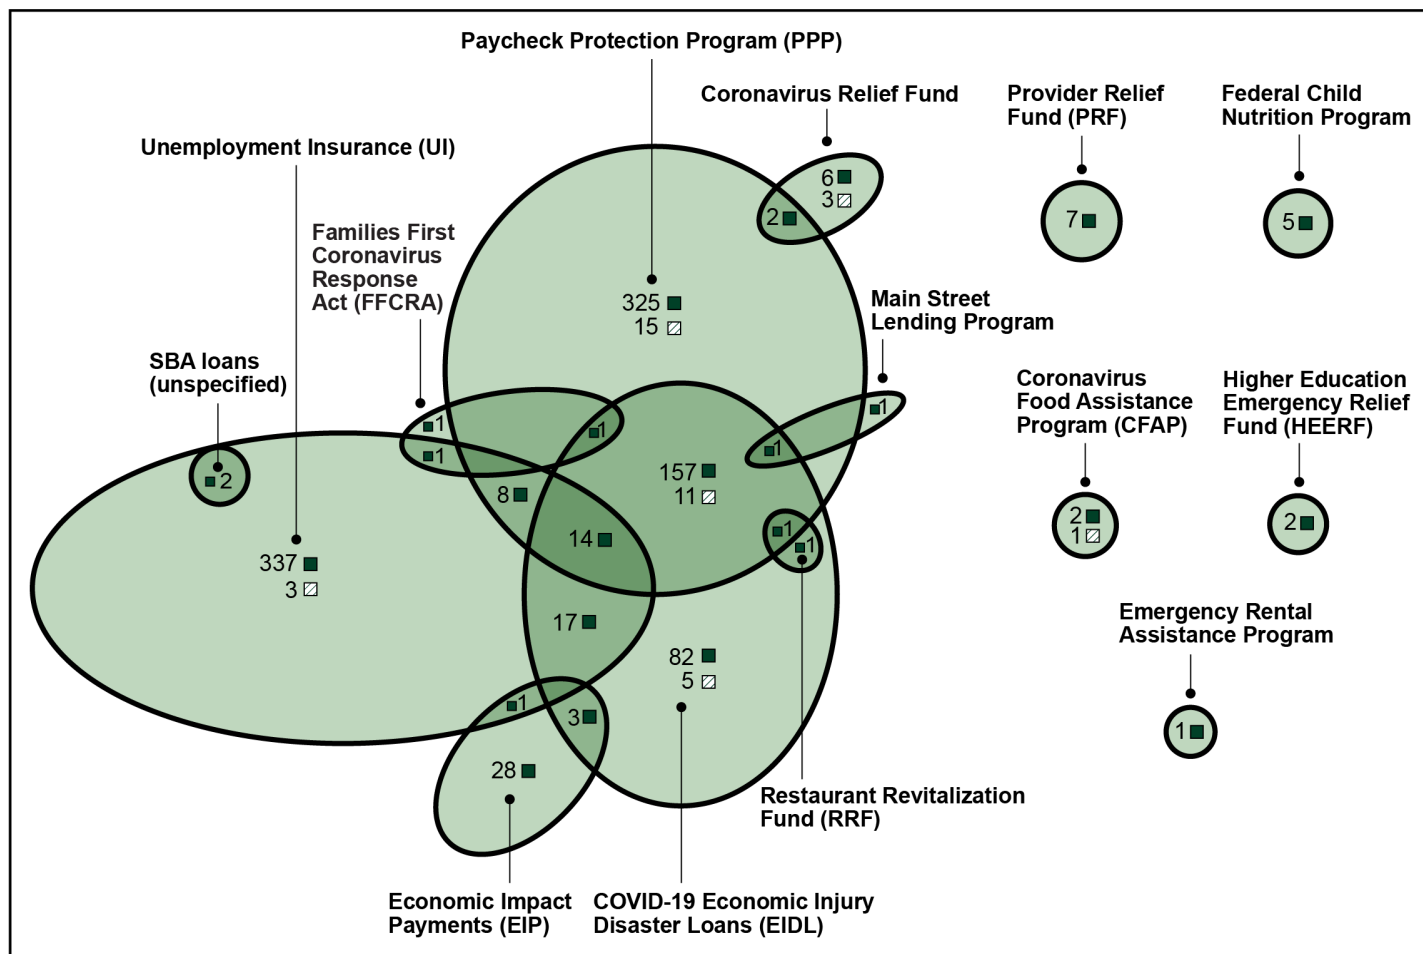 Paycheck Protection Program (PPP)
Coronavirus Relief Fund
Provider Relief
Fund (PRF)
Federal Child
Nutrition Program
Unemployment Insurance (UI)
6
3
2
7
5
Families First
Coronavirus
Response
Act (FFCRA)
325
15
Main Street
Lending Program
SBA loans
(unspecified)
Coronavirus
Food Assistance
Program (CFAP)
Higher Education
Emergency Relief
Fund (HEERF)
1
1
1
1
1
2
157
11
8
2
1
2
14
1
1
337
3
17
Emergency Rental
Assistance Program
82
5
1
3
1
28
Restaurant Revitalization
Fund (RRF)
Economic Impact
Payments (EIP)
COVID-19 Economic Injury
Disaster Loans (EIDL)